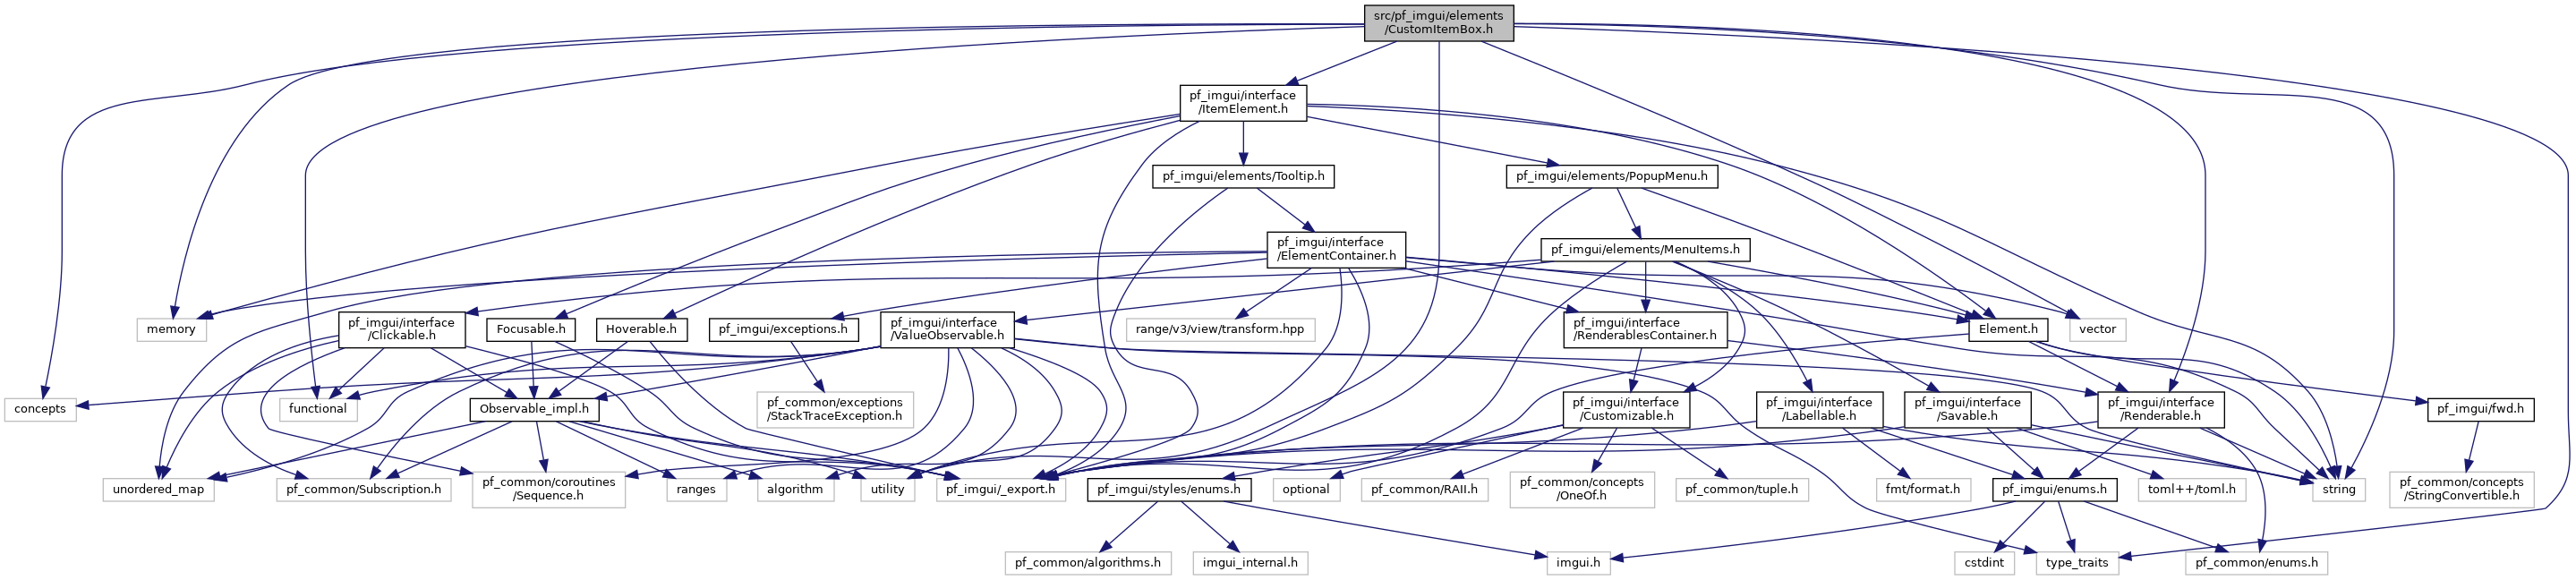 src/pf_imgui/elements
/CustomItemBox.h
pf_imgui/interface
/ItemElement.h
pf_imgui/elements/Tooltip.h
pf_imgui/elements/PopupMenu.h
pf_imgui/interface
/ElementContainer.h
pf_imgui/elements/MenuItems.h
memory
pf_imgui/interface
/Clickable.h
Focusable.h
Hoverable.h
pf_imgui/exceptions.h
pf_imgui/interface
/ValueObservable.h
range/v3/view/transform.hpp
pf_imgui/interface
/RenderablesContainer.h
Element.h
vector
concepts
functional
Observable_impl.h
pf_common/exceptions
/StackTraceException.h
pf_imgui/interface
/Customizable.h
pf_imgui/interface
/Labellable.h
pf_imgui/interface
/Savable.h
pf_imgui/interface
/Renderable.h
pf_imgui/fwd.h
unordered_map
pf_common/Subscription.h
pf_common/coroutines
/Sequence.h
ranges
algorithm
utility
pf_imgui/_export.h
pf_imgui/styles/enums.h
optional
pf_common/RAII.h
pf_common/concepts
/OneOf.h
pf_common/tuple.h
fmt/format.h
pf_imgui/enums.h
toml++/toml.h
string
pf_common/concepts
/StringConvertible.h
pf_common/algorithms.h
imgui_internal.h
imgui.h
cstdint
type_traits
pf_common/enums.h